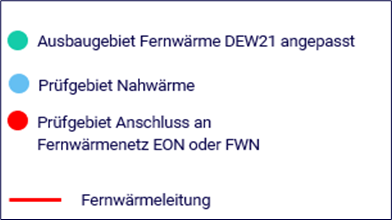 Ausbaugebiet Fernwärme DEW21 angepasst
Prüfgebiet Nahwärme
Prüfgebiet Anschluss an
Fernwärmenetz EON oder FWN
Fernwärmeleitung